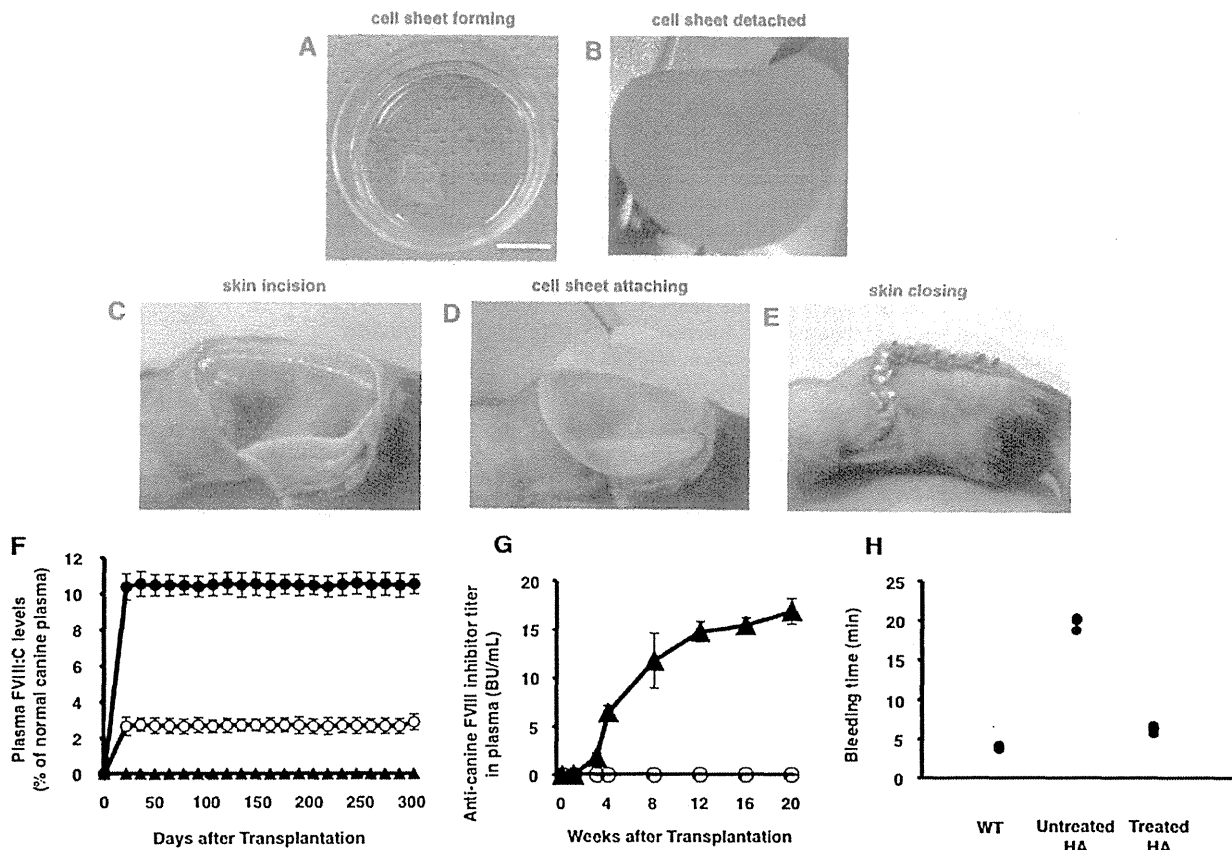 cell sheet forming
cell sheet detached
A
B
skin incision
cell sheet attaching
skin closing
C
D
E
F
G
H
Plasma FVIII:C levels
(% of normal canine plasma)
12
10
8
6
4
2
0
0 50 100 150 200 250 300
Days after Transplantation
Anti-canine FVIII inhibitor titer
in plasma (BU/mL)
20
15
10
5
0
0 4 8 12 16 20
Weeks after Transplantation
Bleeding time (min)
25
20
15
10
5
0
WT
Untreated
HA
Treated
HA